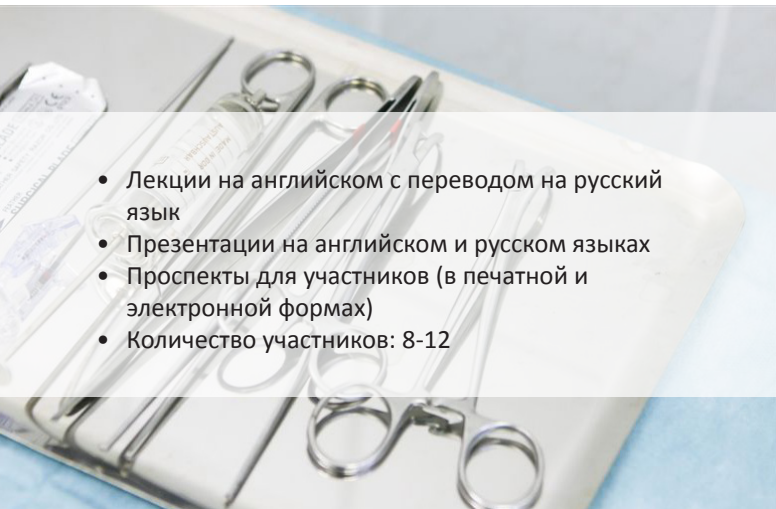 • Лекции на английском с переводом на русский
язык
• Презентации на английском и русском языках
• Проспекты для участников (в печатной и
электронной формах)
• Количество участников: 8-12